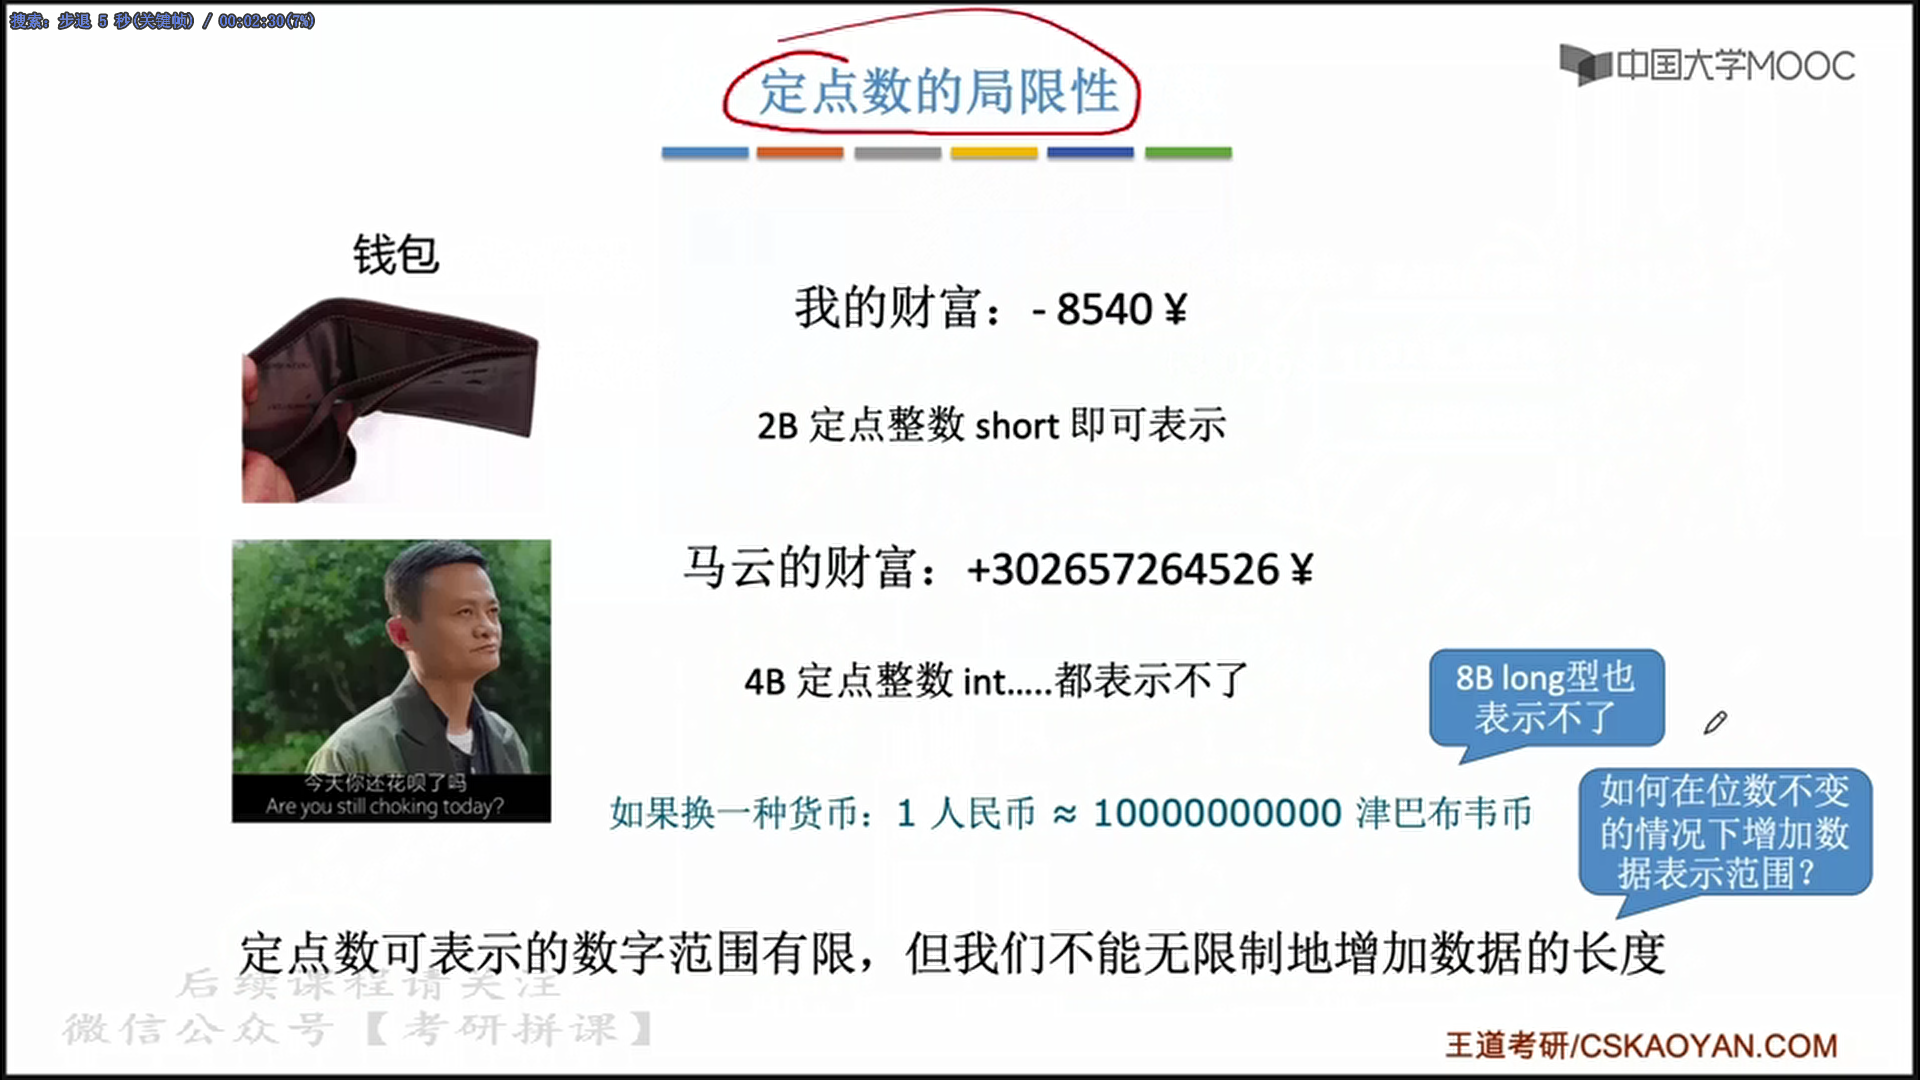 搜索: 步退 5 秒(关键帧) / 00:02:30(7%)
定点数的局限性
中国大学MOOC
钱包
我的财富：- 8540 ¥
2B 定点整数 short 即可表示
马云的财富：+302657264526 ¥
4B 定点整数 int…..都表示不了
8B long型也
表示不了
今天你还花呗了吗
Are you still choking today?
如果换一种货币：1 人民币 ≈ 10000000000 津巴布韦币
如何在位数不变
的情况下增加数
据表示范围？
定点数可表示的数字范围有限，但我们不能无限制地增加数据的长度
后续课程请关注
微信公众号【考研拼课】
王道考研/CSKAOYAN.COM